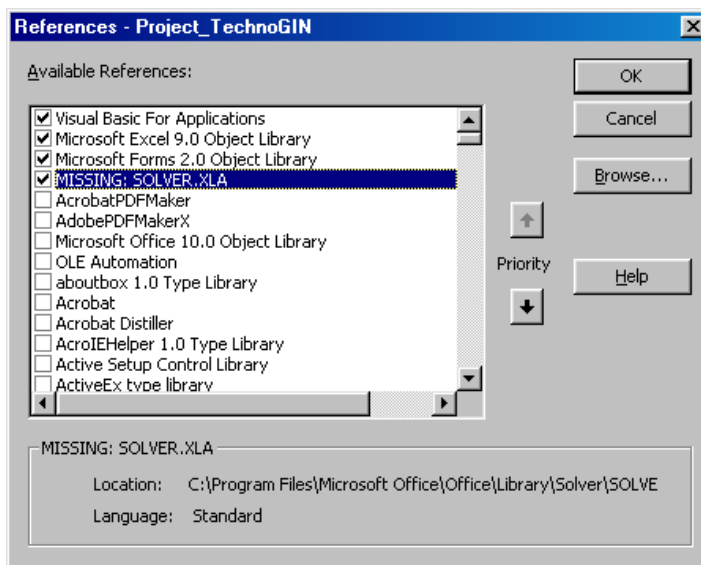 References - Project_TechnoGIN
Available References:
Visual Basic For Applications
Microsoft Excel 9.0 Object Library
Microsoft Forms 2.0 Object Library
MISSING: SOLVER.XLA
AcrobatPDFMaker
AdobePDFMakerX
Microsoft Office 10.0 Object Library
OLE Automation
aboutbox 1.0 Type Library
Acrobat
Acrobat Distiller
AcroIEHelper 1.0 Type Library
Active Setup Control Library
ActiveEx type library
OK
Cancel
Browse...
Priority
Help
MISSING: SOLVER.XLA
Location: C:\Program Files\Microsoft Office\Office\Library\Solver\SOLVE
Language: Standard